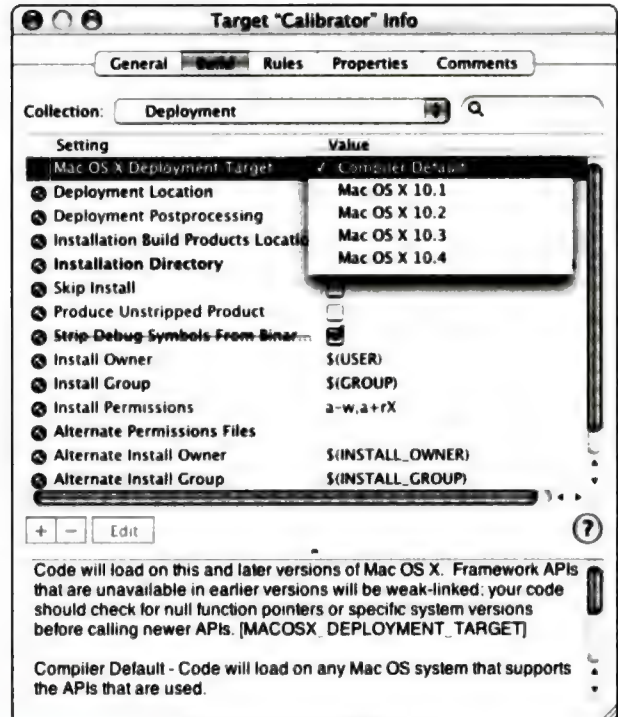 Target "Calibrator" Info
General Build Rules Properties Comments
Collection: Deployment
Setting Value
Mac OS X Deployment Target ✓ Compiler Default
Deployment Location Mac OS X 10.1
Deployment Postprocessing Mac OS X 10.2
Installation Build Products Locatio Mac OS X 10.3
Installation Directory Mac OS X 10.4
Skip Install
Produce Unstripped Product
Strip Debug Symbols From Binar...
Install Owner $(USER)
Install Group $(GROUP)
Install Permissions a-w,a+rX
Alternate Permissions Files
Alternate Install Owner $(INSTALL_OWNER)
Alternate Install Group $(INSTALL_GROUP)
+ − Edit ?
Code will load on this and later versions of Mac OS X. Framework APIs
that are unavailable in earlier versions will be weak-linked; your code
should check for null function pointers or specific system versions
before calling newer APIs. [MACOSX_DEPLOYMENT_TARGET]
Compiler Default - Code will load on any Mac OS system that supports
the APIs that are used.